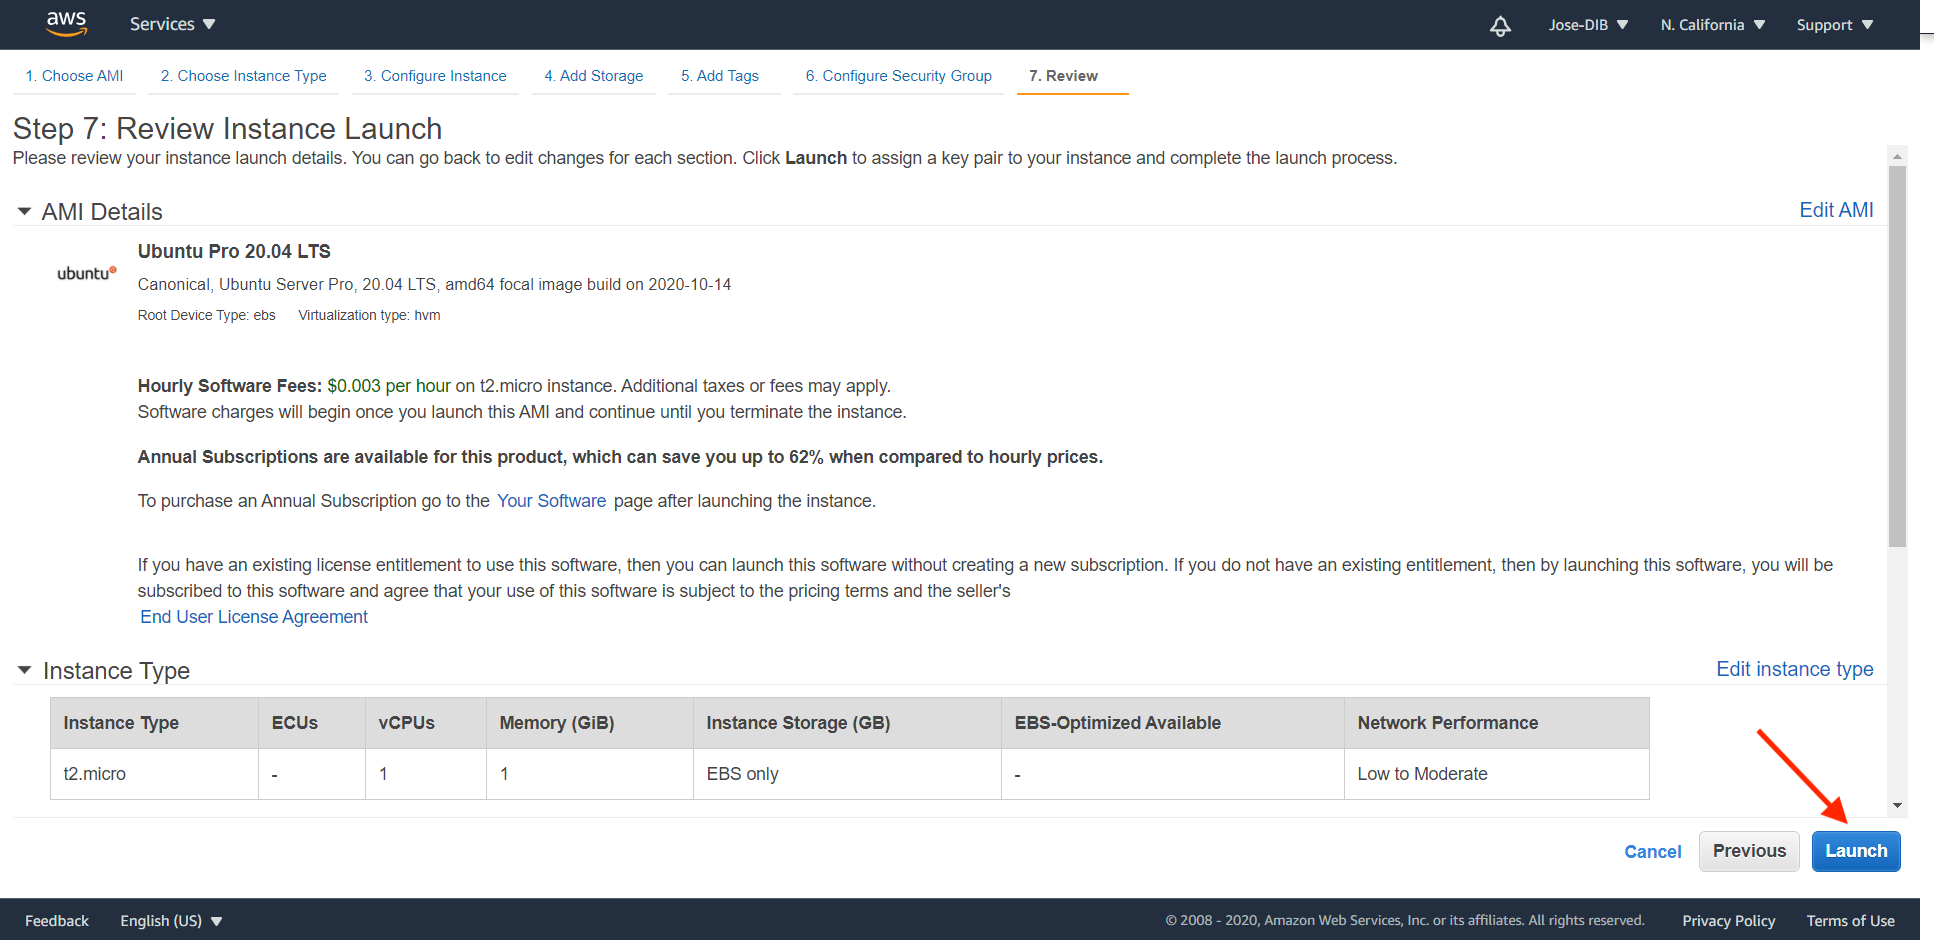 aws Services Jose-DIB N. California Support
1. Choose AMI 2. Choose Instance Type 3. Configure Instance 4. Add Storage 5. Add Tags 6. Configure Security Group 7. Review
Step 7: Review Instance Launch
Please review your instance launch details. You can go back to edit changes for each section. Click Launch to assign a key pair to your instance and complete the launch process.
AMI Details Edit AMI
ubuntu
Ubuntu Pro 20.04 LTS
Canonical, Ubuntu Server Pro, 20.04 LTS, amd64 focal image build on 2020-10-14
Root Device Type: ebs Virtualization type: hvm
Hourly Software Fees: $0.003 per hour on t2.micro instance. Additional taxes or fees may apply.
Software charges will begin once you launch this AMI and continue until you terminate the instance.
Annual Subscriptions are available for this product, which can save you up to 62% when compared to hourly prices.
To purchase an Annual Subscription go to the Your Software page after launching the instance.
If you have an existing license entitlement to use this software, then you can launch this software without creating a new subscription. If you do not have an existing entitlement, then by launching this software, you will be
subscribed to this software and agree that your use of this software is subject to the pricing terms and the seller's
End User License Agreement
Instance Type Edit instance type
Instance Type ECUs vCPUs Memory (GiB) Instance Storage (GB) EBS-Optimized Available Network Performance
t2.micro - 1 1 EBS only - Low to Moderate
Cancel Previous Launch
Feedback English (US) © 2008 - 2020, Amazon Web Services, Inc. or its affiliates. All rights reserved. Privacy Policy Terms of Use